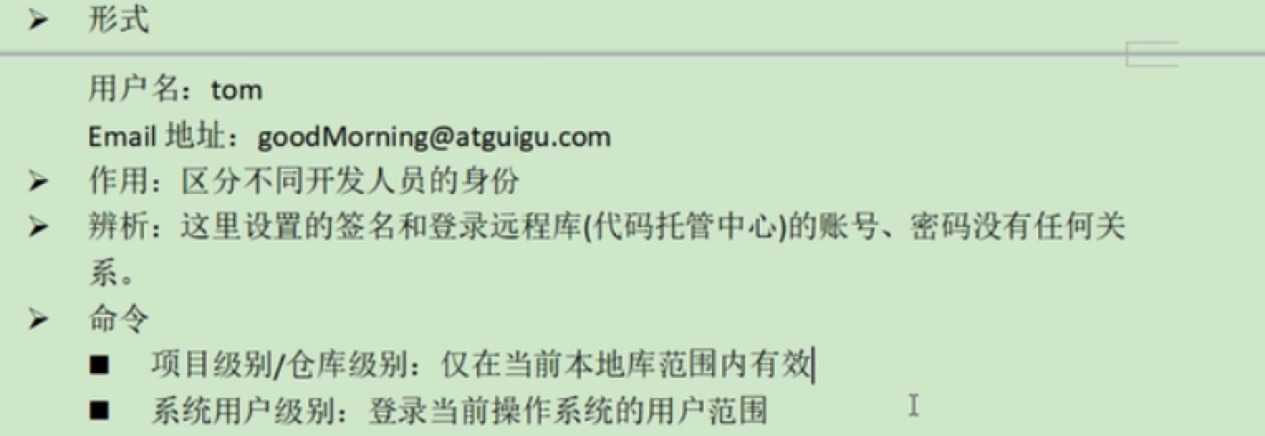 ➢ 形式
用户名：tom
Email 地址：goodMorning@atguigu.com
➢ 作用：区分不同开发人员的身份
➢ 辨析：这里设置的签名和登录远程库(代码托管中心)的账号、密码没有任何关
系。
➢ 命令
■ 项目级别/仓库级别：仅在当前本地库范围内有效
■ 系统用户级别：登录当前操作系统的用户范围